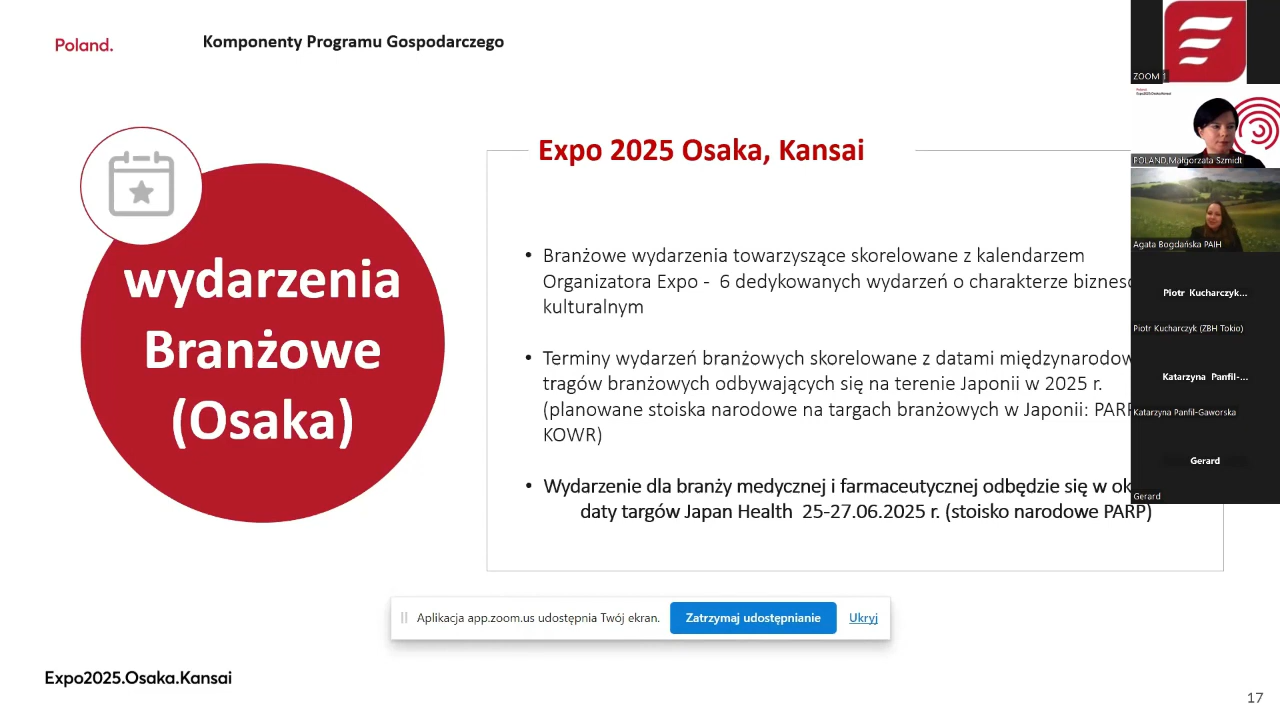 Poland.
Komponenty Programu Gospodarczego
wydarzenia
Branżowe
(Osaka)
Expo 2025 Osaka, Kansai
• Branżowe wydarzenia towarzyszące skorelowane z kalendarzem
Organizatora Expo - 6 dedykowanych wydarzeń o charakterze
kulturalnym
• Terminy wydarzeń branżowych skorelowane z datami
tragów branżowych odbywających się na terenie Japonii w 2025 r.
(planowane stoiska narodowe na targach branżowych w Japonii:
KOWR)
• Wydarzenie dla branży medycznej i farmaceutycznej odbędzie się w
daty targów Japan Health 25-27.06.2025 r. (stoisko narodowe PARP)
ZOOM 1
POLAND,Małgorzata Szmidt
Agata Bogdańska PAIH
Piotr Kucharczyk...
Piotr Kucharczyk (ZBH Tokio)
Katarzyna Panfil-...
Katarzyna Panfil-Gaworska
Gerard
Gerard
Aplikacja app.zoom.us udostępnia Twój ekran.
Zatrzymaj udostępnianie
Ukryj
Expo2025.Osaka.Kansai
17